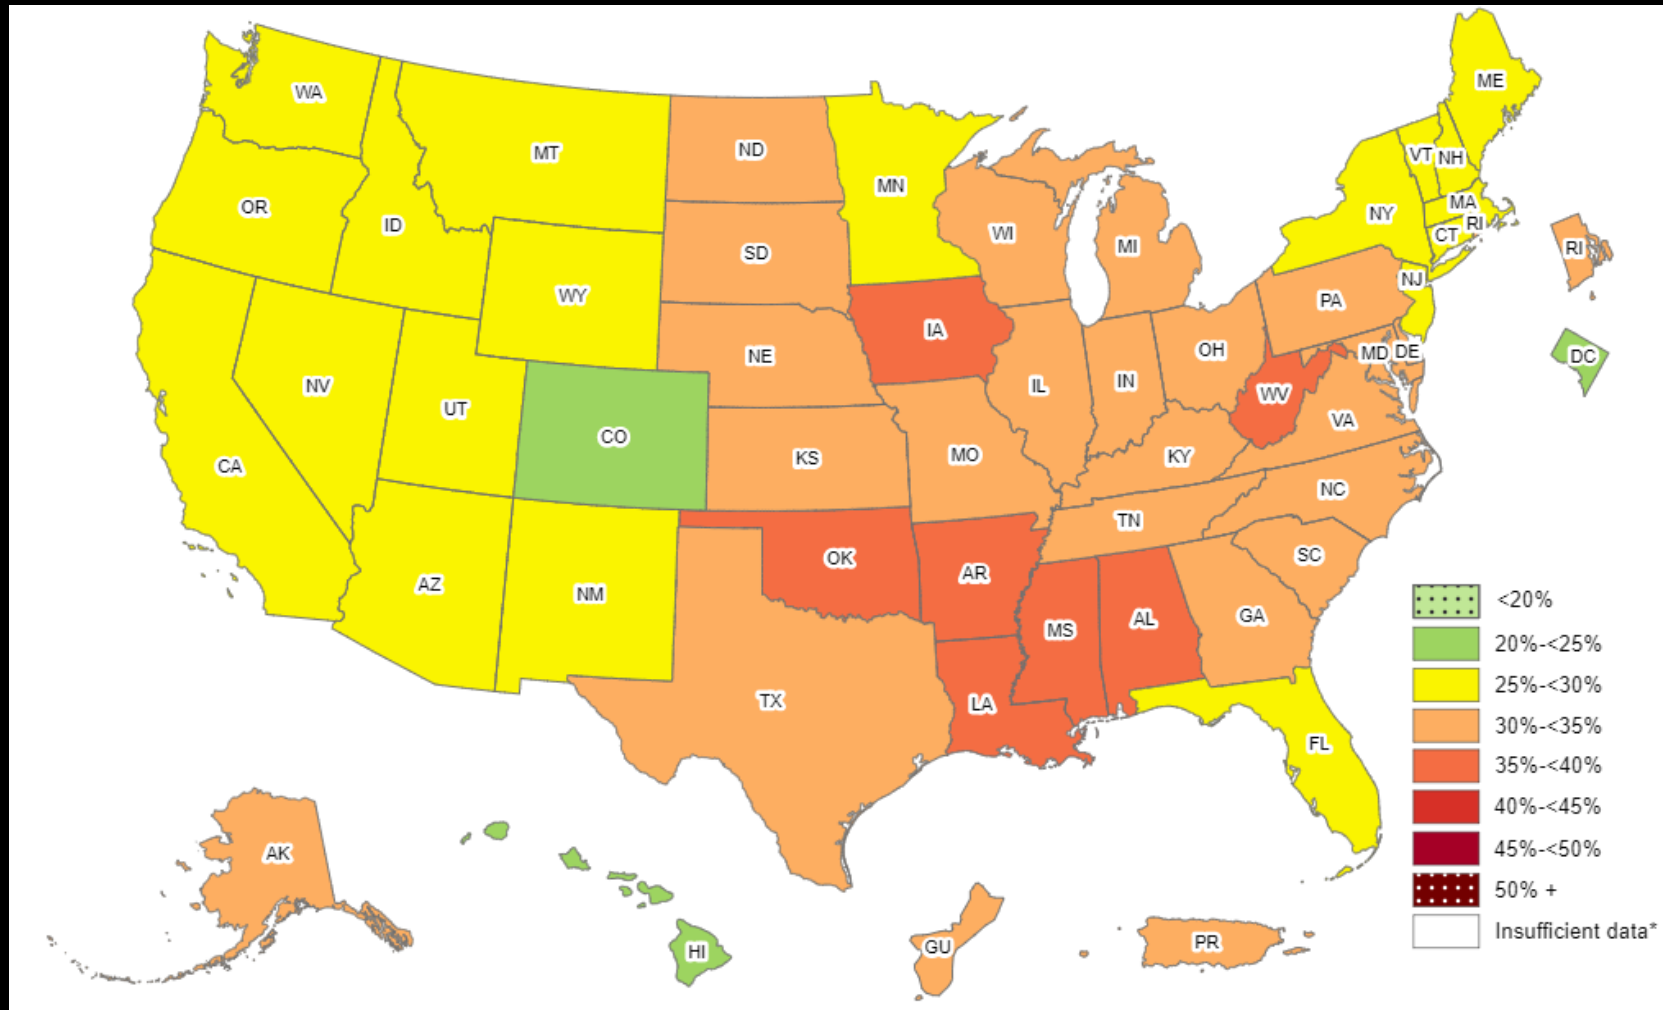 WA
MT
ND
MN
ME
VT
NH
OR
ID
SD
WI
MI
NY
MA
RI
CT
RI
WY
NE
IA
PA
NJ
NV
UT
CO
IL
IN
OH
MD
DE
DC
WV
VA
CA
KS
MO
KY
NC
TN
SC
AZ
NM
OK
AR
MS
AL
GA
TX
LA
FL
AK
HI
GU
PR
<20%
20%-<25%
25%-<30%
30%-<35%
35%-<40%
40%-<45%
45%-<50%
50% +
Insufficient data*